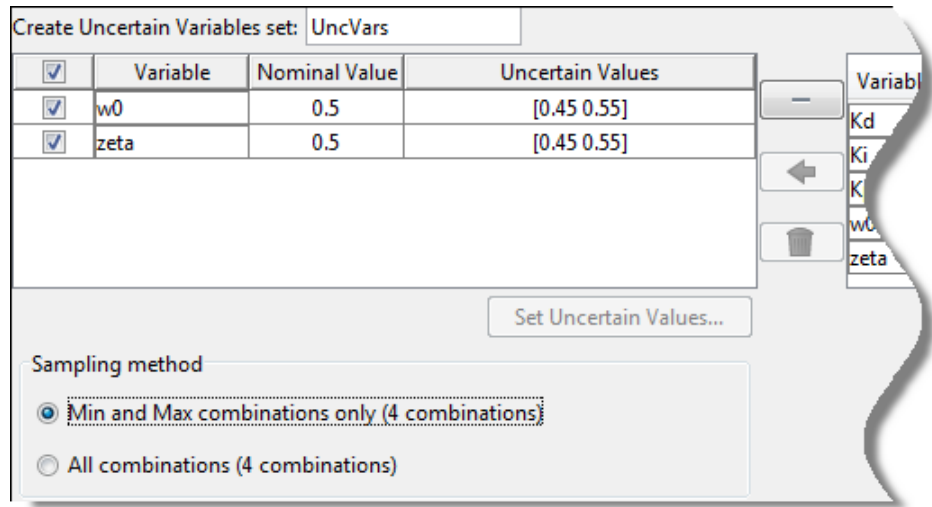 Create Uncertain Variables set: UncVars
Variable Nominal Value Uncertain Values
w0 0.5 [0.45 0.55]
zeta 0.5 [0.45 0.55]
Set Uncertain Values...
Sampling method
Min and Max combinations only (4 combinations)
All combinations (4 combinations)
Kd
Ki
w0
zeta